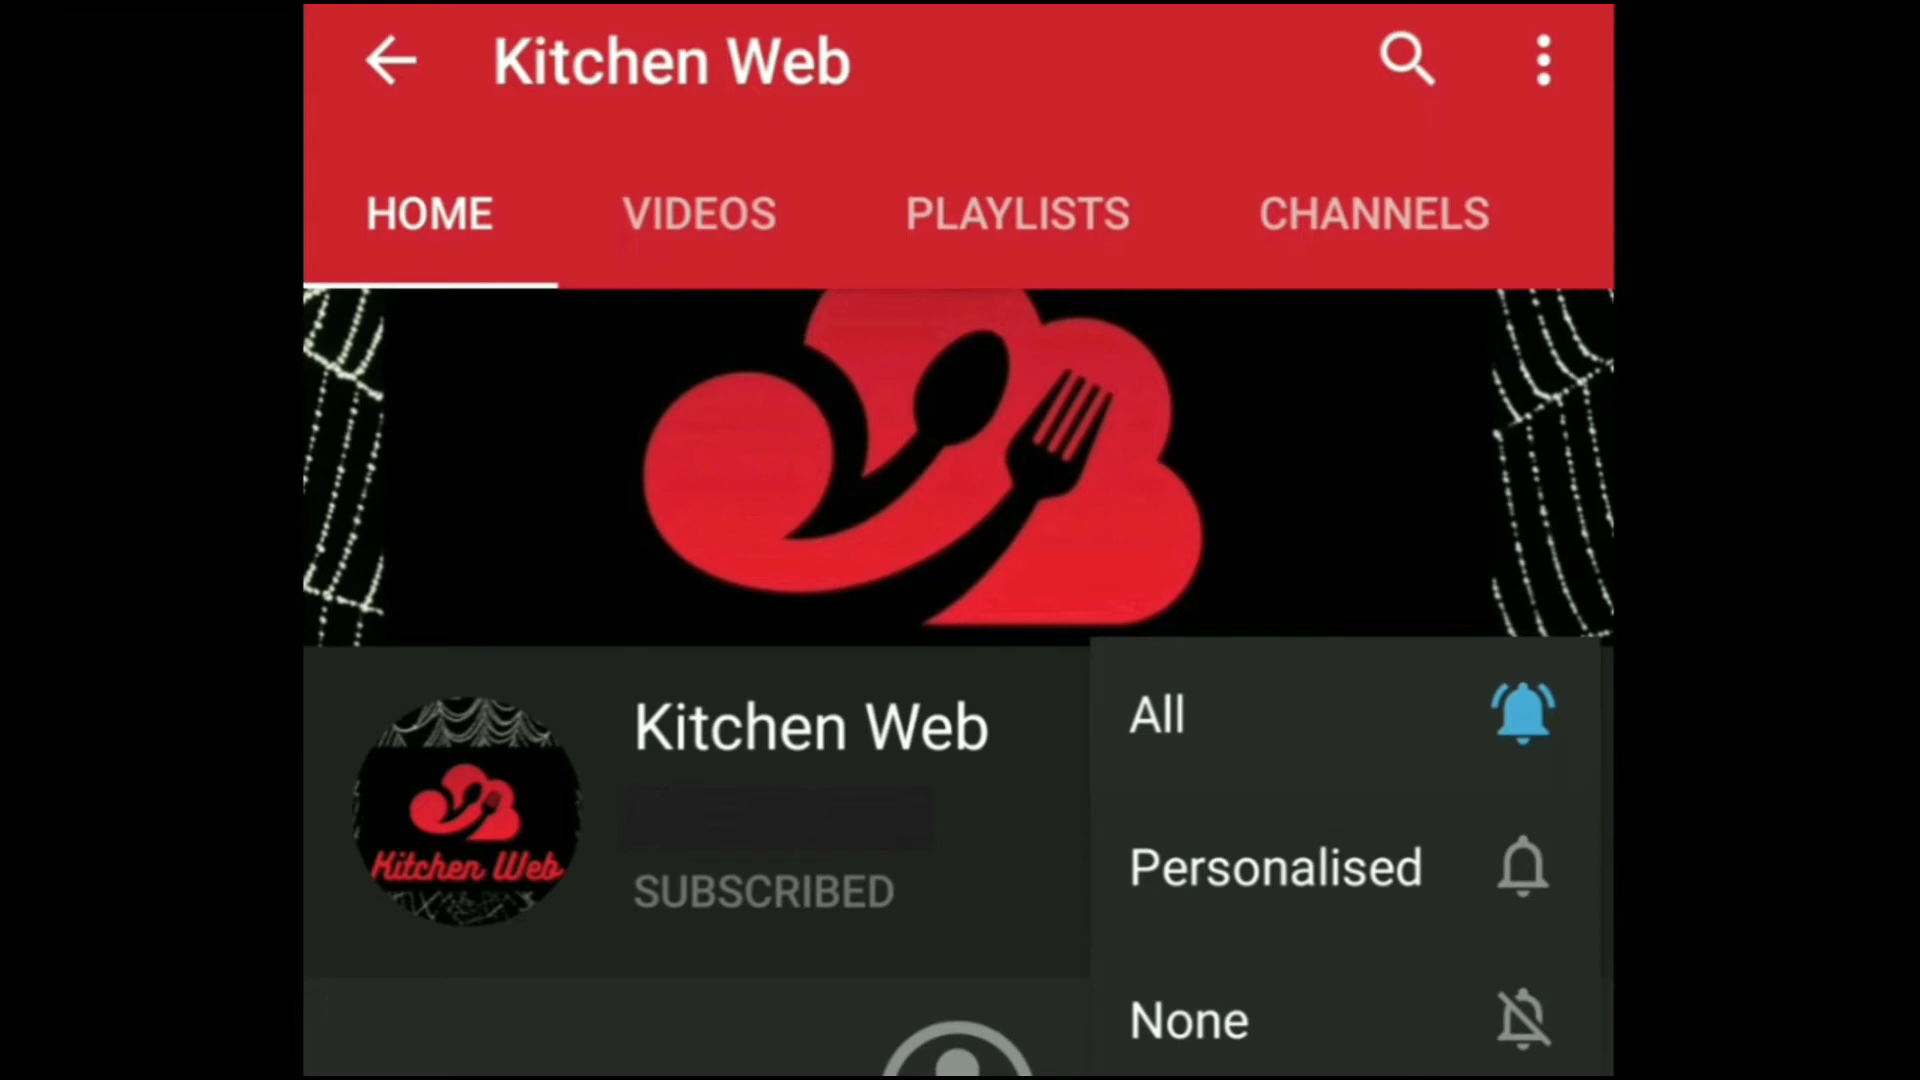 Kitchen Web
HOME VIDEOS PLAYLISTS CHANNELS
Kitchen Web
SUBSCRIBED
Kitchen Web
All
Personalised
None